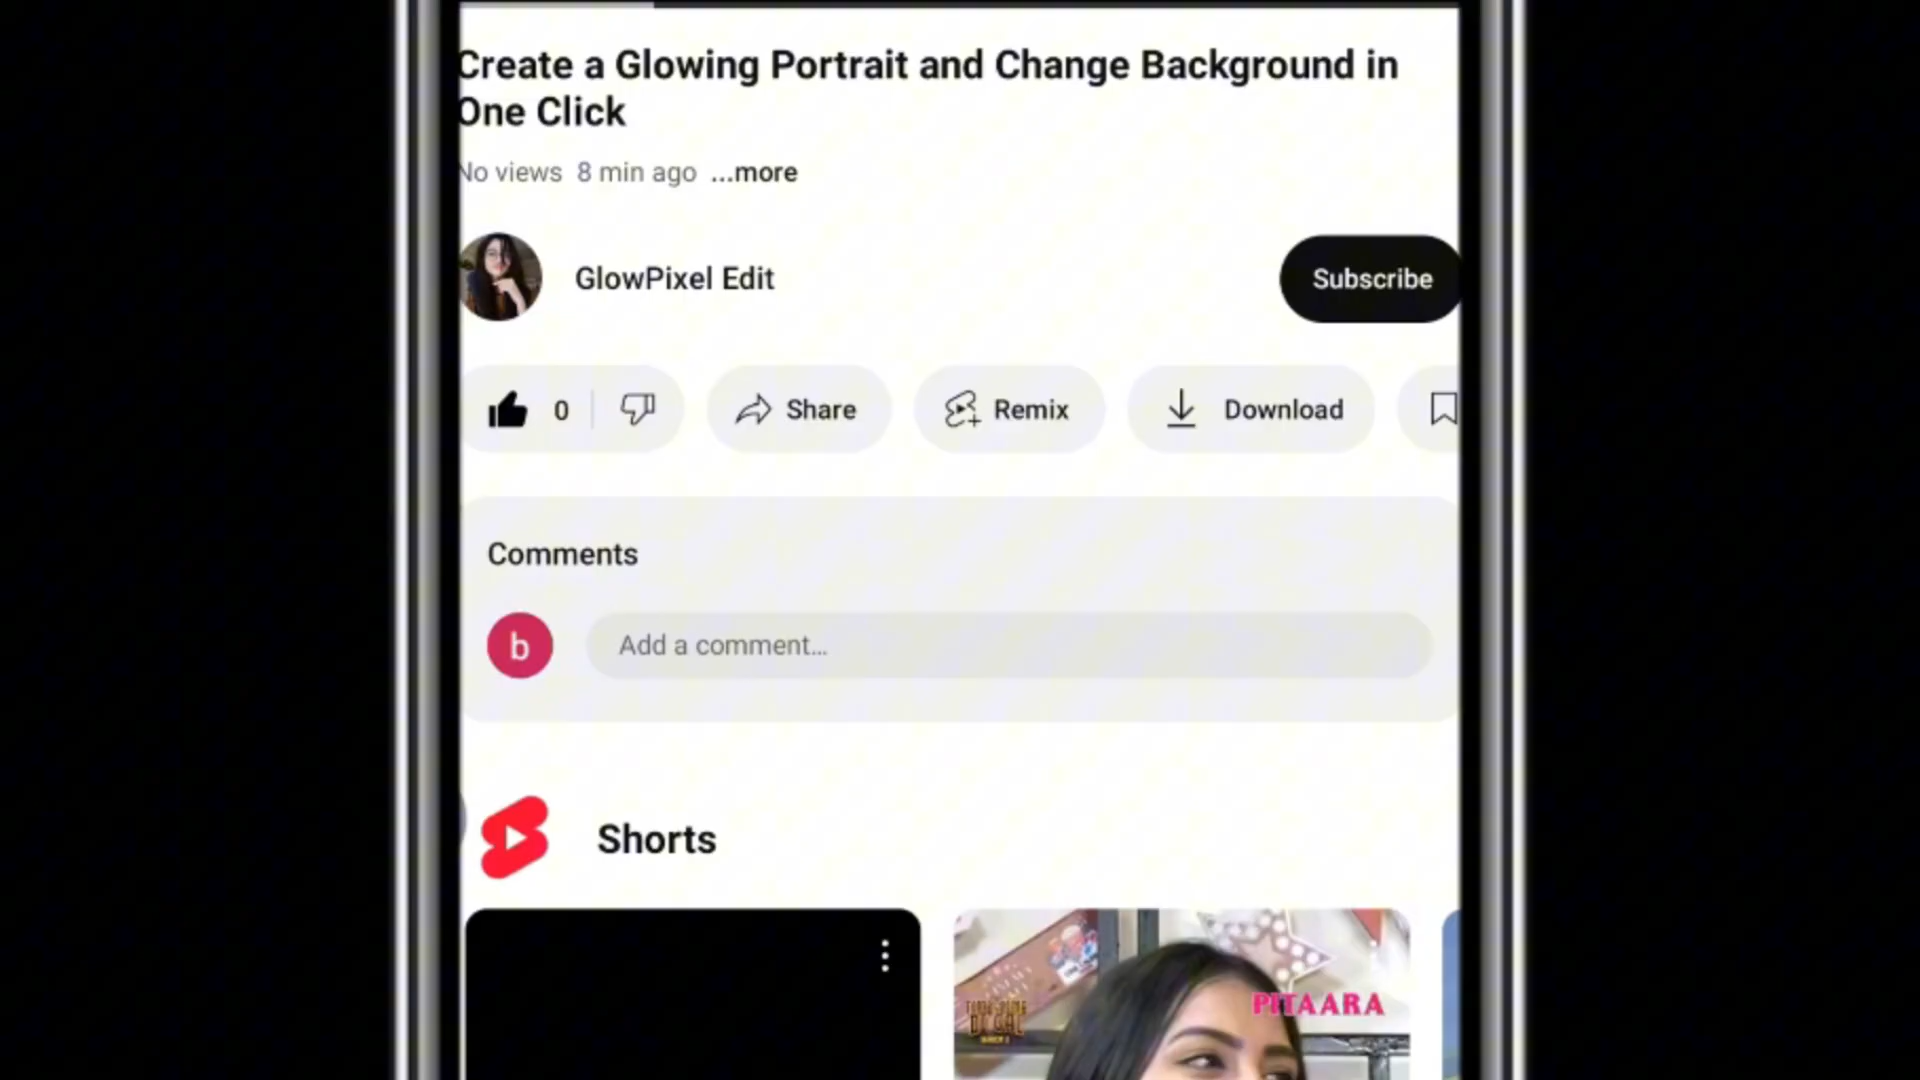 Create a Glowing Portrait and Change Background in
One Click
No views 8 min ago ...more
GlowPixel Edit
Subscribe
0
Share
Remix
Download
Comments
b
Add a comment...
Shorts
PITAARA